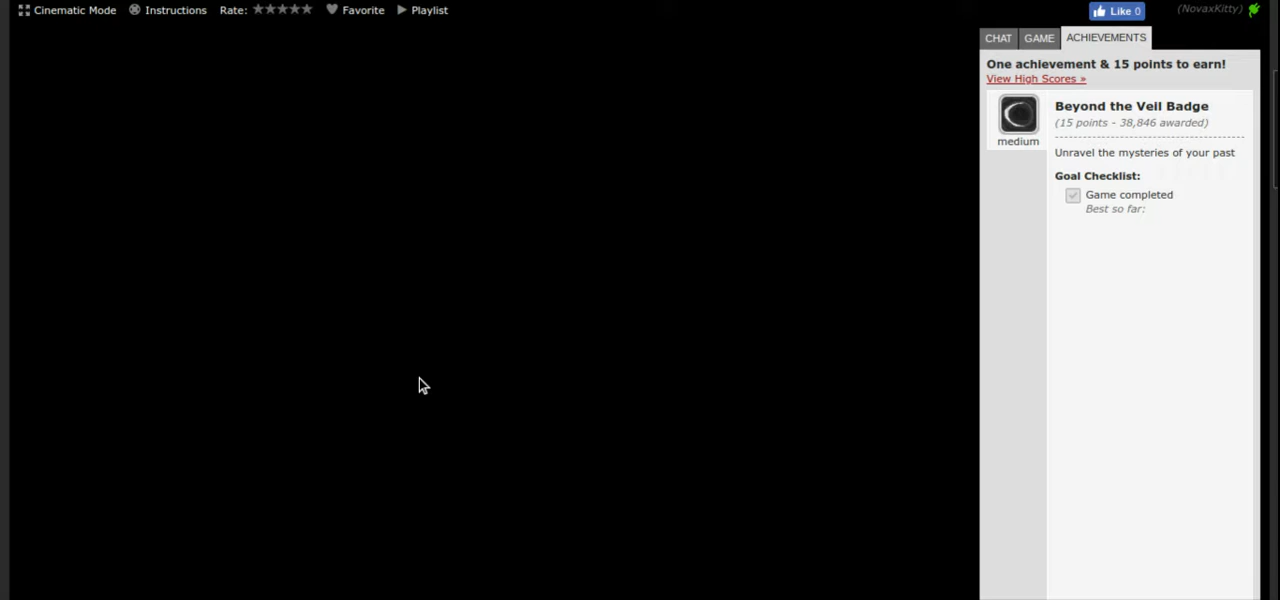 Cinematic Mode Instructions Rate: Favorite Playlist Like 0 (NovaxKitty)
CHAT GAME ACHIEVEMENTS
One achievement & 15 points to earn!
View High Scores »
Beyond the Veil Badge
(15 points - 38,846 awarded)
medium
Unravel the mysteries of your past
Goal Checklist:
Game completed
Best so far: